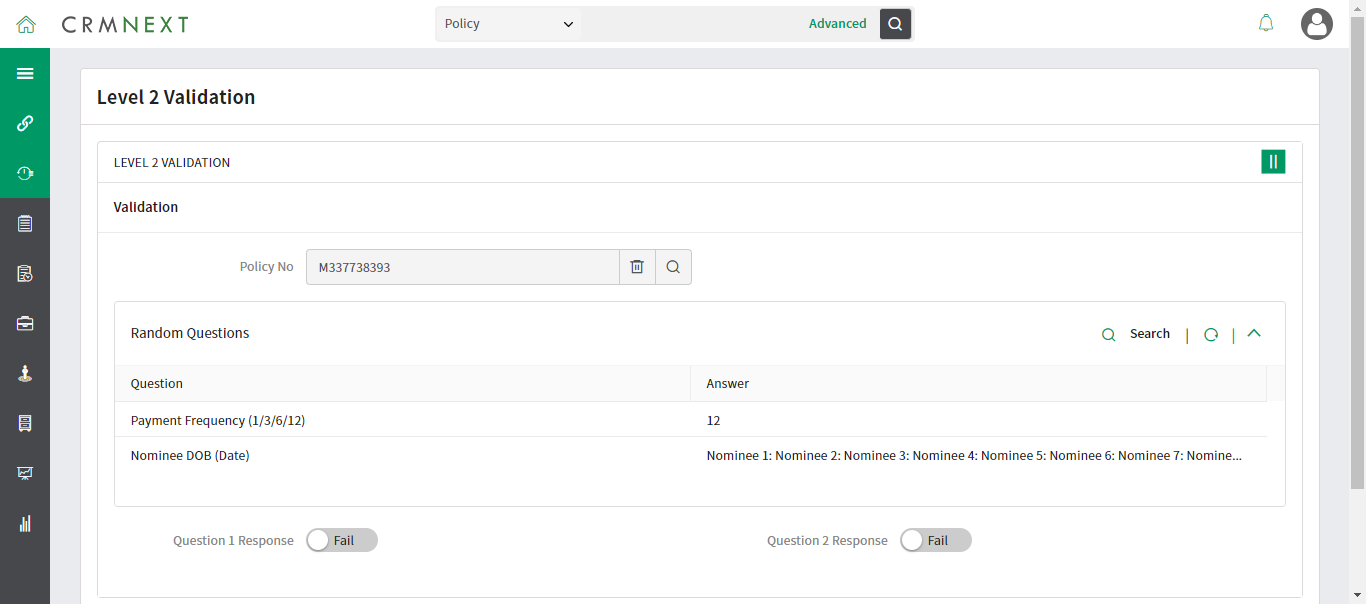 CRMNEXT
Policy
Advanced
Level 2 Validation
LEVEL 2 VALIDATION
Validation
Policy No
M337738393
Random Questions
Search
Question
Answer
Payment Frequency (1/3/6/12)
12
Nominee DOB (Date)
Nominee 1: Nominee 2: Nominee 3: Nominee 4: Nominee 5: Nominee 6: Nominee 7: Nomine...
Question 1 Response
Fail
Question 2 Response
Fail